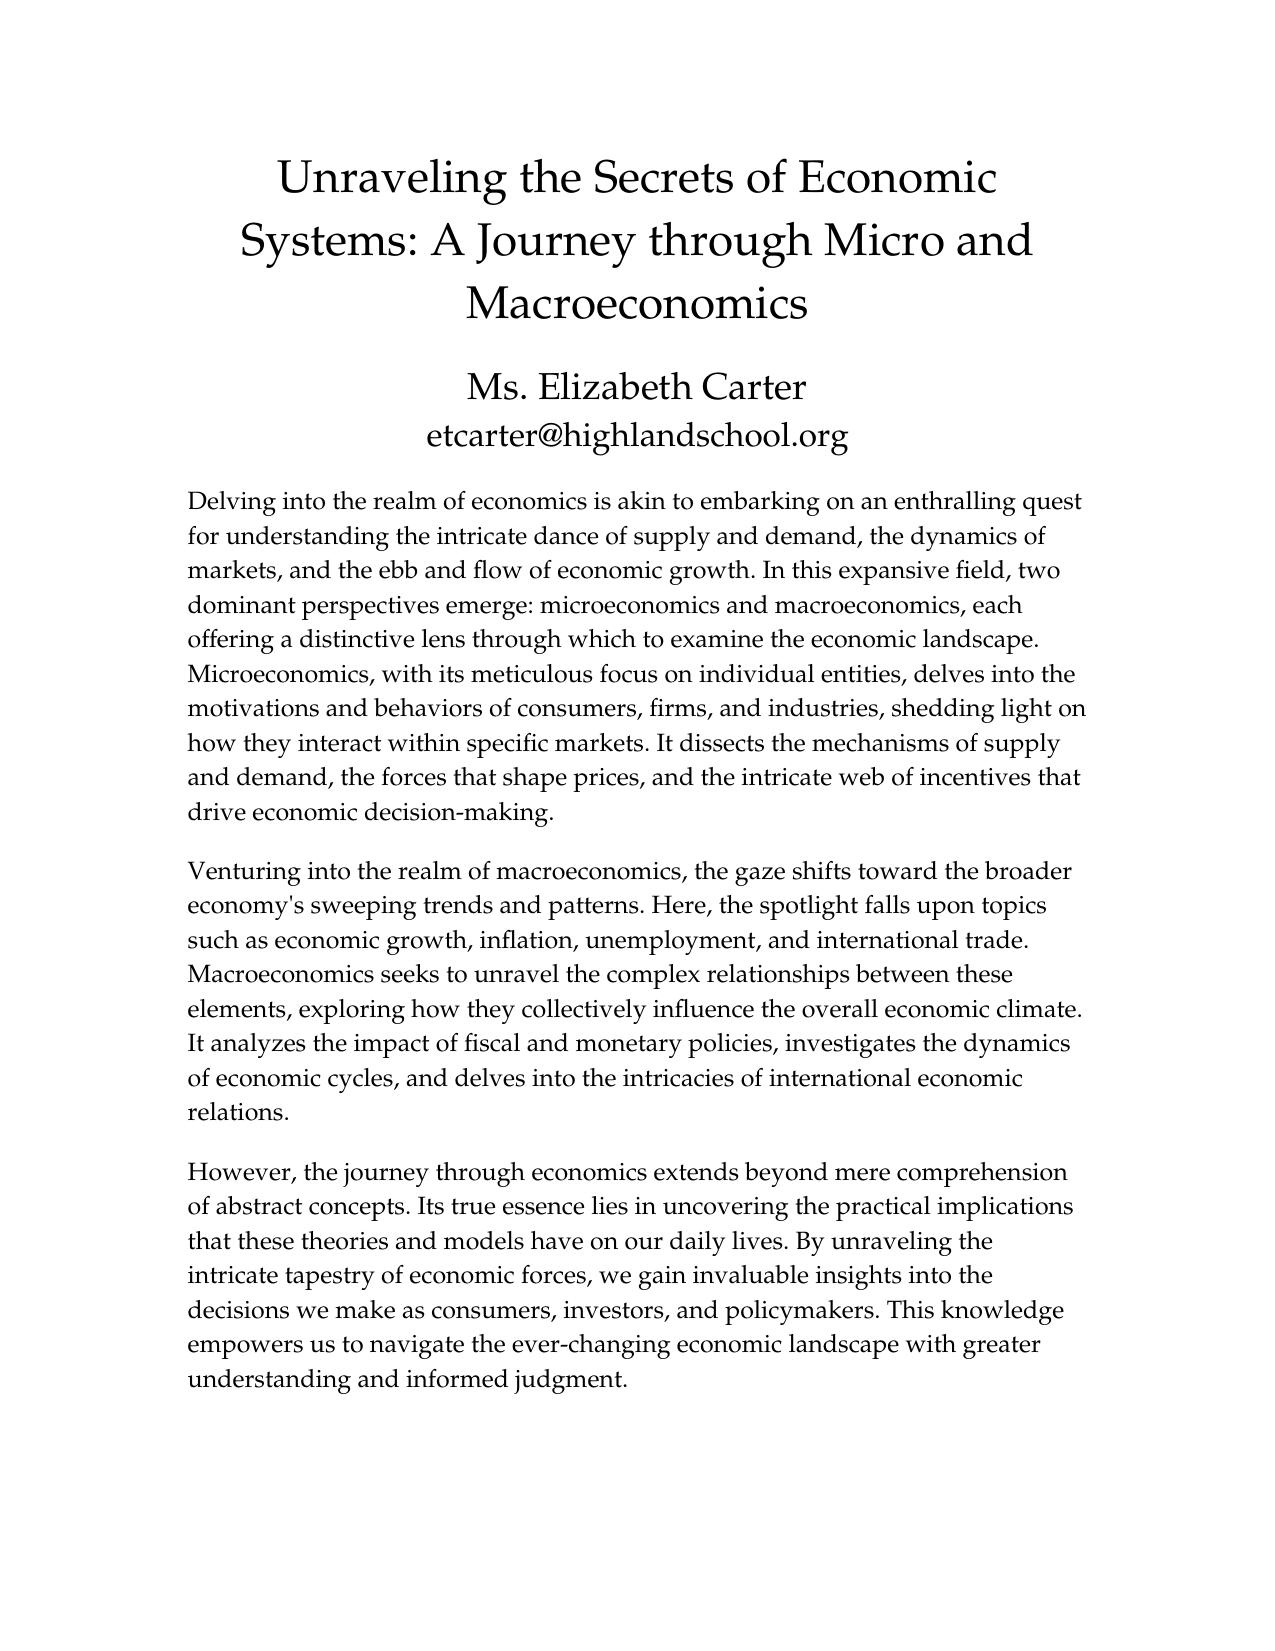 Unraveling the Secrets of Economic
Systems: A Journey through Micro and
Macroeconomics
Ms. Elizabeth Carter
etcarter@highlandschool.org
Delving into the realm of economics is akin to embarking on an enthralling quest
for understanding the intricate dance of supply and demand, the dynamics of
markets, and the ebb and flow of economic growth. In this expansive field, two
dominant perspectives emerge: microeconomics and macroeconomics, each
offering a distinctive lens through which to examine the economic landscape.
Microeconomics, with its meticulous focus on individual entities, delves into the
motivations and behaviors of consumers, firms, and industries, shedding light on
how they interact within specific markets. It dissects the mechanisms of supply
and demand, the forces that shape prices, and the intricate web of incentives that
drive economic decision-making.
Venturing into the realm of macroeconomics, the gaze shifts toward the broader
economy's sweeping trends and patterns. Here, the spotlight falls upon topics
such as economic growth, inflation, unemployment, and international trade.
Macroeconomics seeks to unravel the complex relationships between these
elements, exploring how they collectively influence the overall economic climate.
It analyzes the impact of fiscal and monetary policies, investigates the dynamics
of economic cycles, and delves into the intricacies of international economic
relations.
However, the journey through economics extends beyond mere comprehension
of abstract concepts. Its true essence lies in uncovering the practical implications
that these theories and models have on our daily lives. By unraveling the
intricate tapestry of economic forces, we gain invaluable insights into the
decisions we make as consumers, investors, and policymakers. This knowledge
empowers us to navigate the ever-changing economic landscape with greater
understanding and informed judgment.